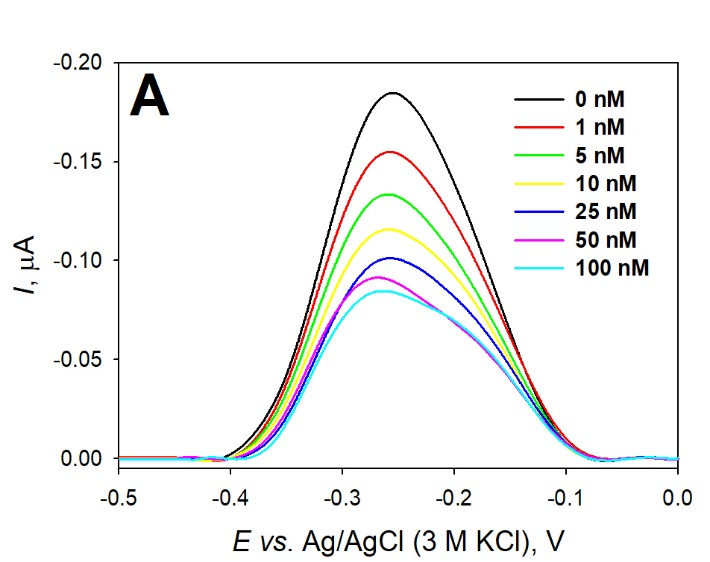 A
-0.20
-0.15
-0.10
-0.05
0.00
I, μA
0 nM
1 nM
5 nM
10 nM
25 nM
50 nM
100 nM
-0.5 -0.4 -0.3 -0.2 -0.1 0.0
E vs. Ag/AgCl (3 M KCl), V